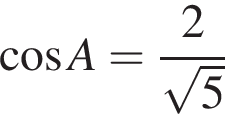 cos A = 2/√5